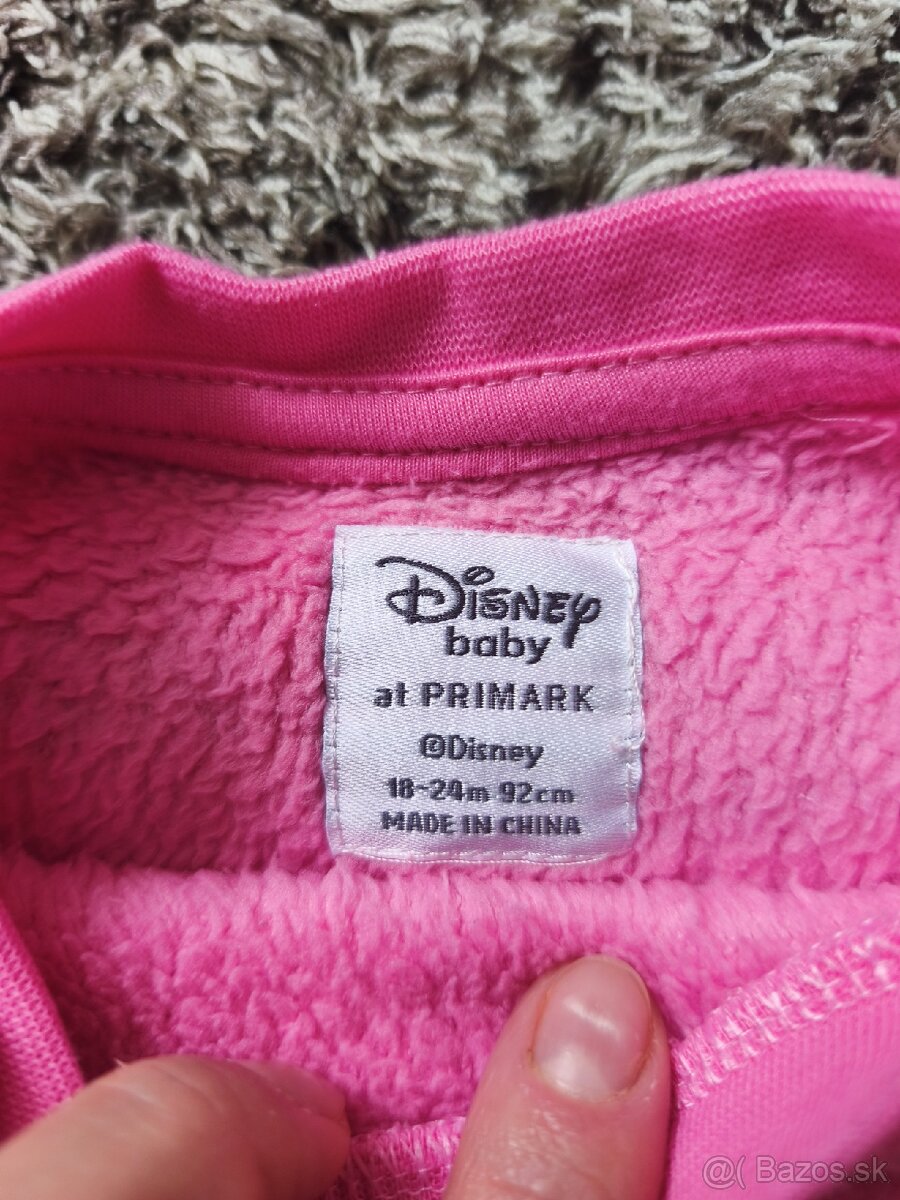 Disney
baby
at PRIMARK
©Disney
18-24m 92cm
MADE IN CHINA
@( Bazos.sk